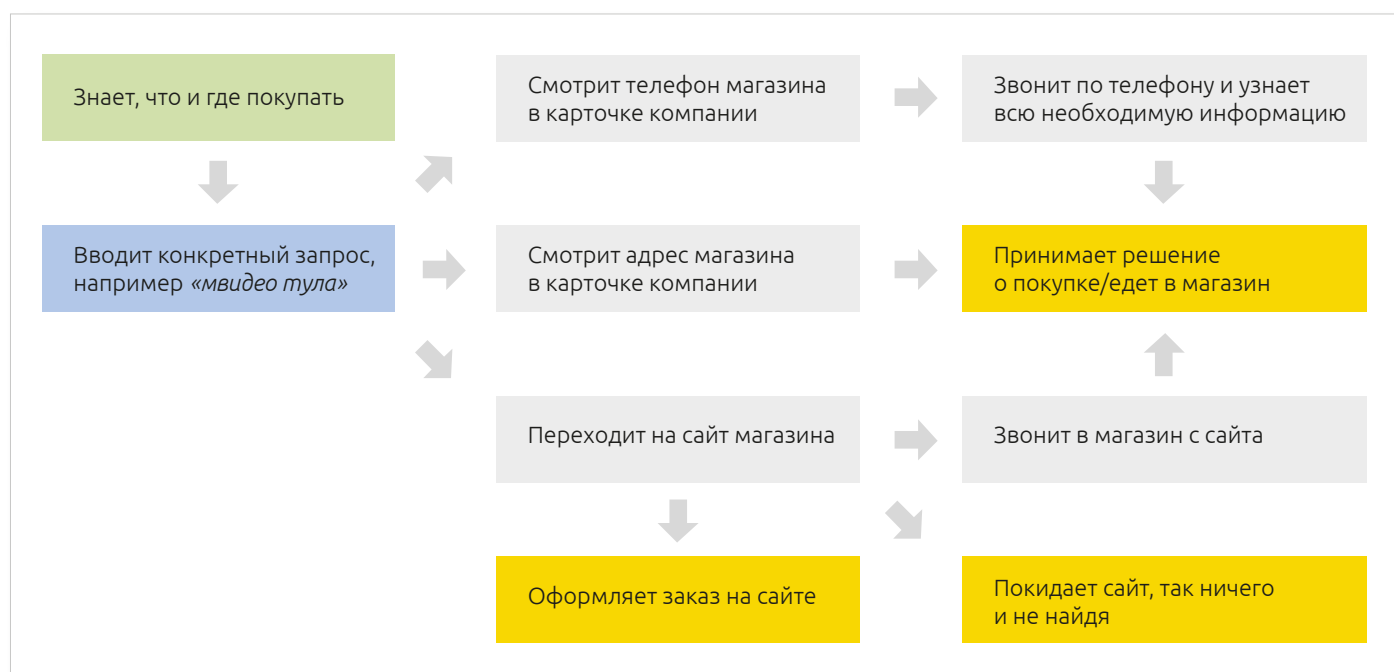 Знает, что и где покупать
Смотрит телефон магазина
в карточке компании
Звонит по телефону и узнает
всю необходимую информацию
Вводит конкретный запрос,
например «мвидео тула»
Смотрит адрес магазина
в карточке компании
Принимает решение
о покупке/едет в магазин
Переходит на сайт магазина
Звонит в магазин с сайта
Оформляет заказ на сайте
Покидает сайт, так ничего
и не найдя